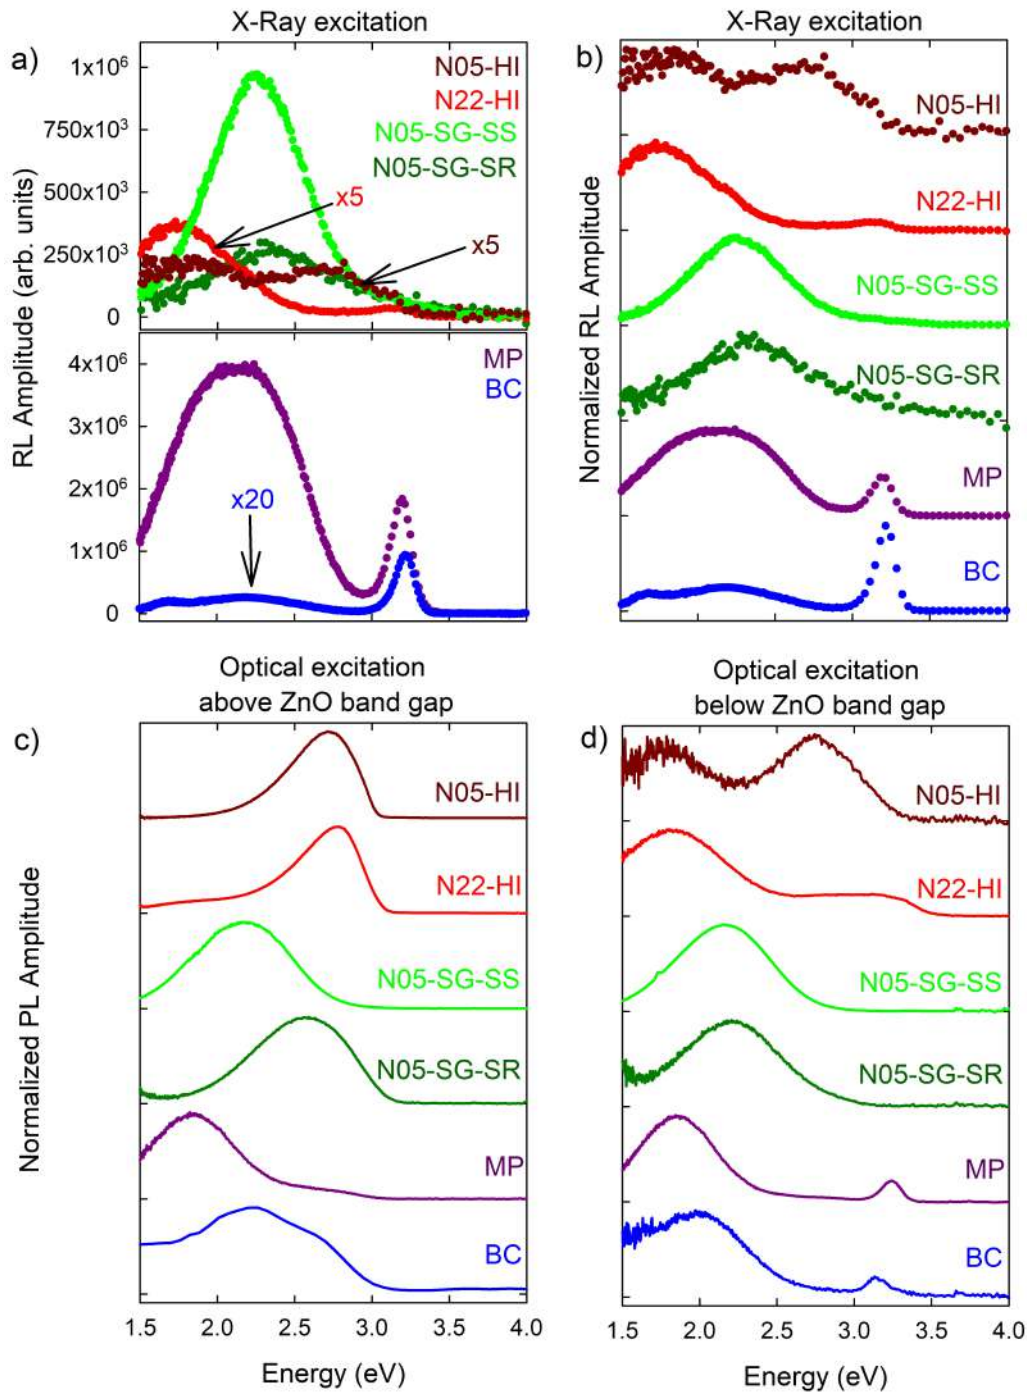 X-Ray excitation
a)
1x10⁶
750x10³
500x10³
250x10³
0
N05-HI
N22-HI
N05-SG-SS
N05-SG-SR
x5
x5
RL Amplitude (arb. units)
4x10⁶
3x10⁶
2x10⁶
1x10⁶
0
MP
BC
x20
X-Ray excitation
b)
Normalized RL Amplitude
N05-HI
N22-HI
N05-SG-SS
N05-SG-SR
MP
BC
Optical excitation
above ZnO band gap
c)
Normalized PL Amplitude
N05-HI
N22-HI
N05-SG-SS
N05-SG-SR
MP
BC
1.5 2.0 2.5 3.0 3.5 4.0
Energy (eV)
Optical excitation
below ZnO band gap
d)
N05-HI
N22-HI
N05-SG-SS
N05-SG-SR
MP
BC
1.5 2.0 2.5 3.0 3.5 4.0
Energy (eV)